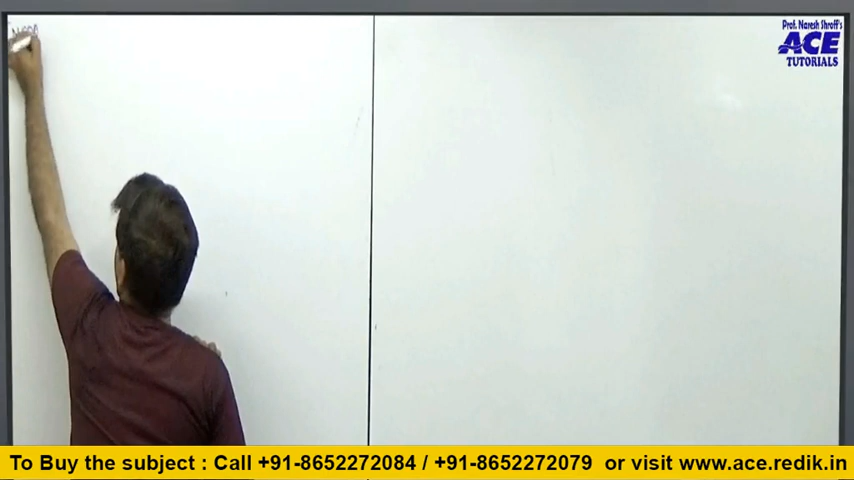 Prof. Naresh Shroff's
ACE
TUTORIALS
To Buy the subject : Call +91-8652272084 / +91-8652272079 or visit www.ace.redik.in